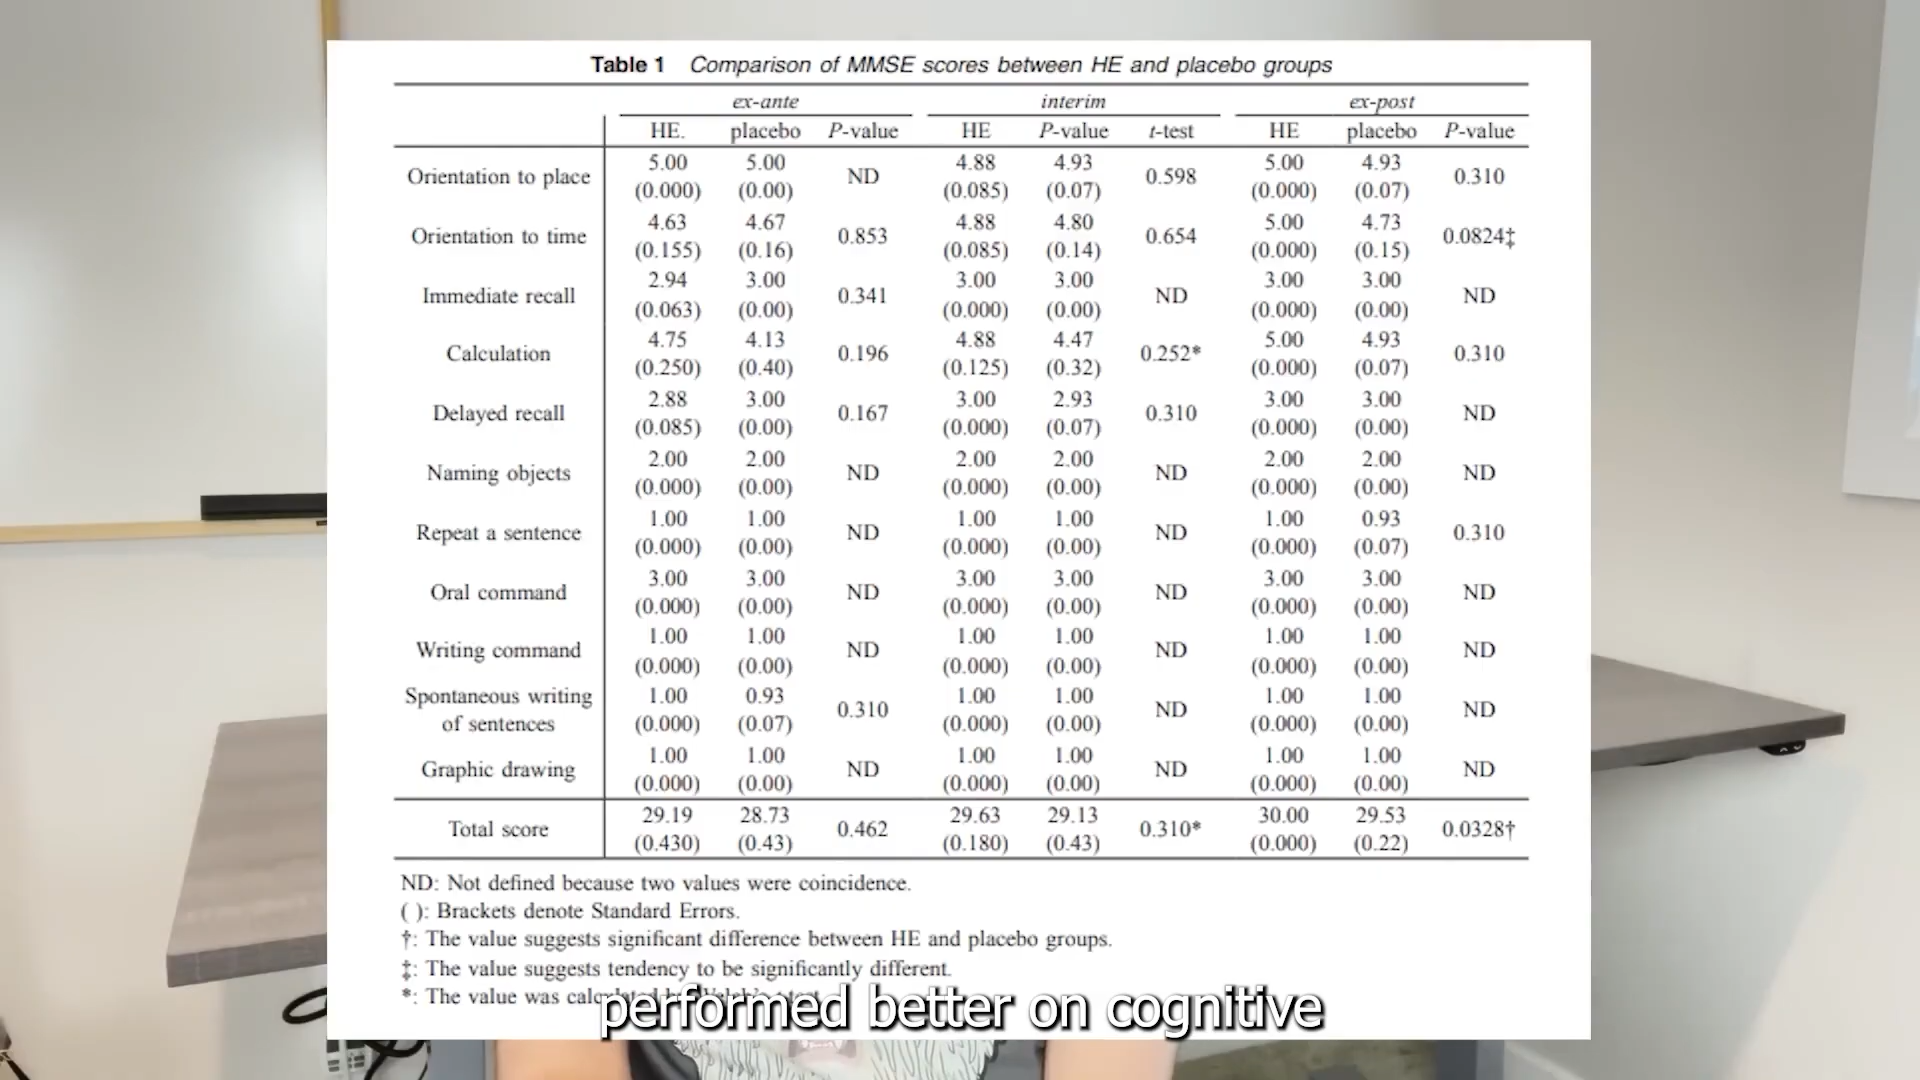 Table 1 Comparison of MMSE scores between HE and placebo groups
ex-ante interim ex-post
HE. placebo P-value HE P-value t-test HE placebo P-value
Orientation to place 5.00 5.00 ND 4.88 4.93 0.598 5.00 4.93 0.310
(0.000) (0.00) (0.085) (0.07) (0.000) (0.07)
Orientation to time 4.63 4.67 0.853 4.88 4.80 0.654 5.00 4.73 0.0824‡
(0.155) (0.16) (0.085) (0.14) (0.000) (0.15)
Immediate recall 2.94 3.00 0.341 3.00 3.00 ND 3.00 3.00 ND
(0.063) (0.00) (0.000) (0.00) (0.000) (0.00)
Calculation 4.75 4.13 0.196 4.88 4.47 0.252* 5.00 4.93 0.310
(0.250) (0.40) (0.125) (0.32) (0.000) (0.07)
Delayed recall 2.88 3.00 0.167 3.00 2.93 0.310 3.00 3.00 ND
(0.085) (0.00) (0.000) (0.07) (0.000) (0.00)
Naming objects 2.00 2.00 ND 2.00 2.00 ND 2.00 2.00 ND
(0.000) (0.00) (0.000) (0.00) (0.000) (0.00)
Repeat a sentence 1.00 1.00 ND 1.00 1.00 ND 1.00 0.93 0.310
(0.000) (0.00) (0.000) (0.00) (0.000) (0.07)
Oral command 3.00 3.00 ND 3.00 3.00 ND 3.00 3.00 ND
(0.000) (0.00) (0.000) (0.00) (0.000) (0.00)
Writing command 1.00 1.00 ND 1.00 1.00 ND 1.00 1.00 ND
(0.000) (0.00) (0.000) (0.00) (0.000) (0.00)
Spontaneous writing 1.00 0.93 0.310 1.00 1.00 ND 1.00 1.00 ND
of sentences (0.000) (0.07) (0.000) (0.00) (0.000) (0.00)
Graphic drawing 1.00 1.00 ND 1.00 1.00 ND 1.00 1.00 ND
(0.000) (0.00) (0.000) (0.00) (0.000) (0.00)
Total score 29.19 28.73 0.462 29.63 29.13 0.310* 30.00 29.53 0.0328†
(0.430) (0.43) (0.180) (0.43) (0.000) (0.22)
ND: Not defined because two values were coincidence.
( ): Brackets denote Standard Errors.
†: The value suggests significant difference between HE and placebo groups.
‡: The value suggests tendency to be significantly different.
*: The value was
performed better on cognitive